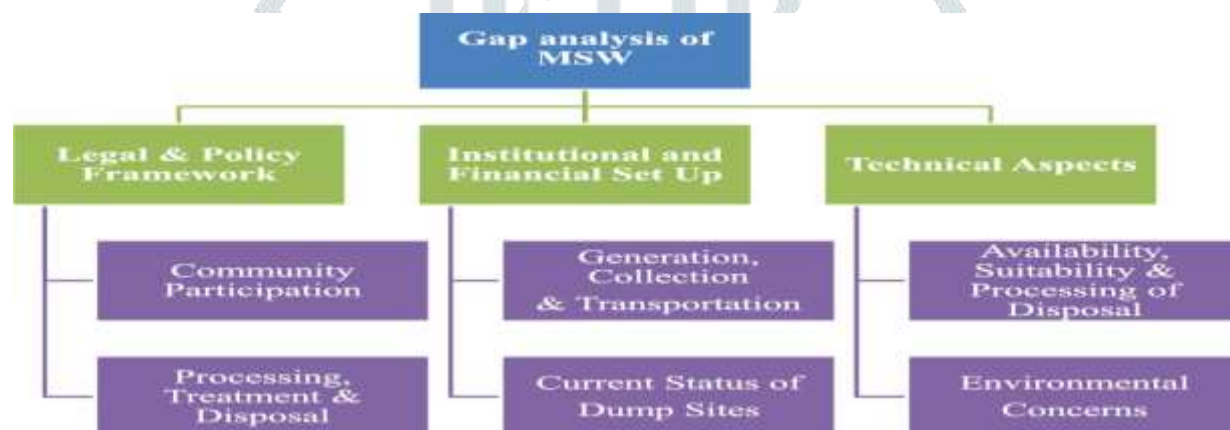 Gap analysis of
MSW
Legal & Policy
Framework
Institutional and
Financial Set Up
Technical Aspects
Community
Participation
Generation,
Collection
& Transportation
Availability,
Suitability &
Processing of
Disposal
Processing,
Treatment &
Disposal
Current Status of
Dump Sites
Environmental
Concerns